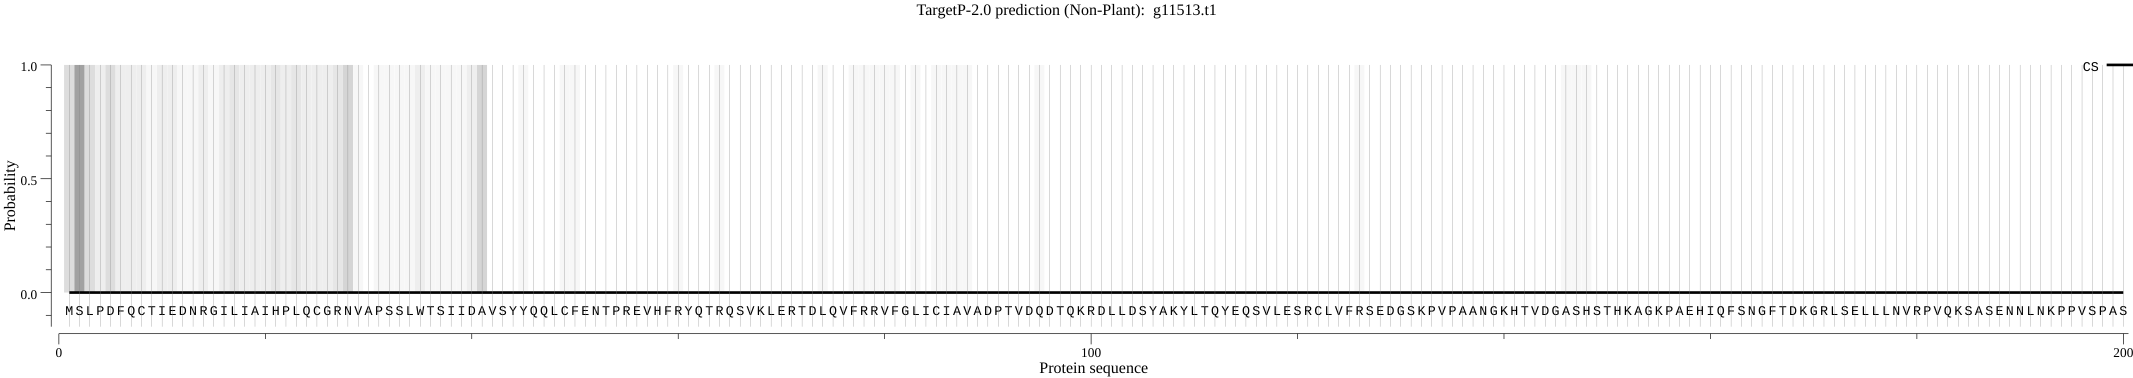 TargetP-2.0 prediction (Non-Plant):  g11513.t1
1.0
CS
Probability
0.5
0.0
MSLPDFQCTIEDNRGILIAIHPLQCGRNVAPSSLWTSIIDAVSYYQQLCFENTPREVHFRYQTRQSVKLERTDLQVFRRVFGLICIAVADPTVDQDTQKRDLLDSYAKYLTQYEQSVLESRCLVFRSEDGSKPVPAANGKHTVDGASHSTHKAGKPAEHIQFSNGFTDKGRLSELLLNVRPVQKSASENNLNKPPVSPAS
0 100 200
Protein sequence